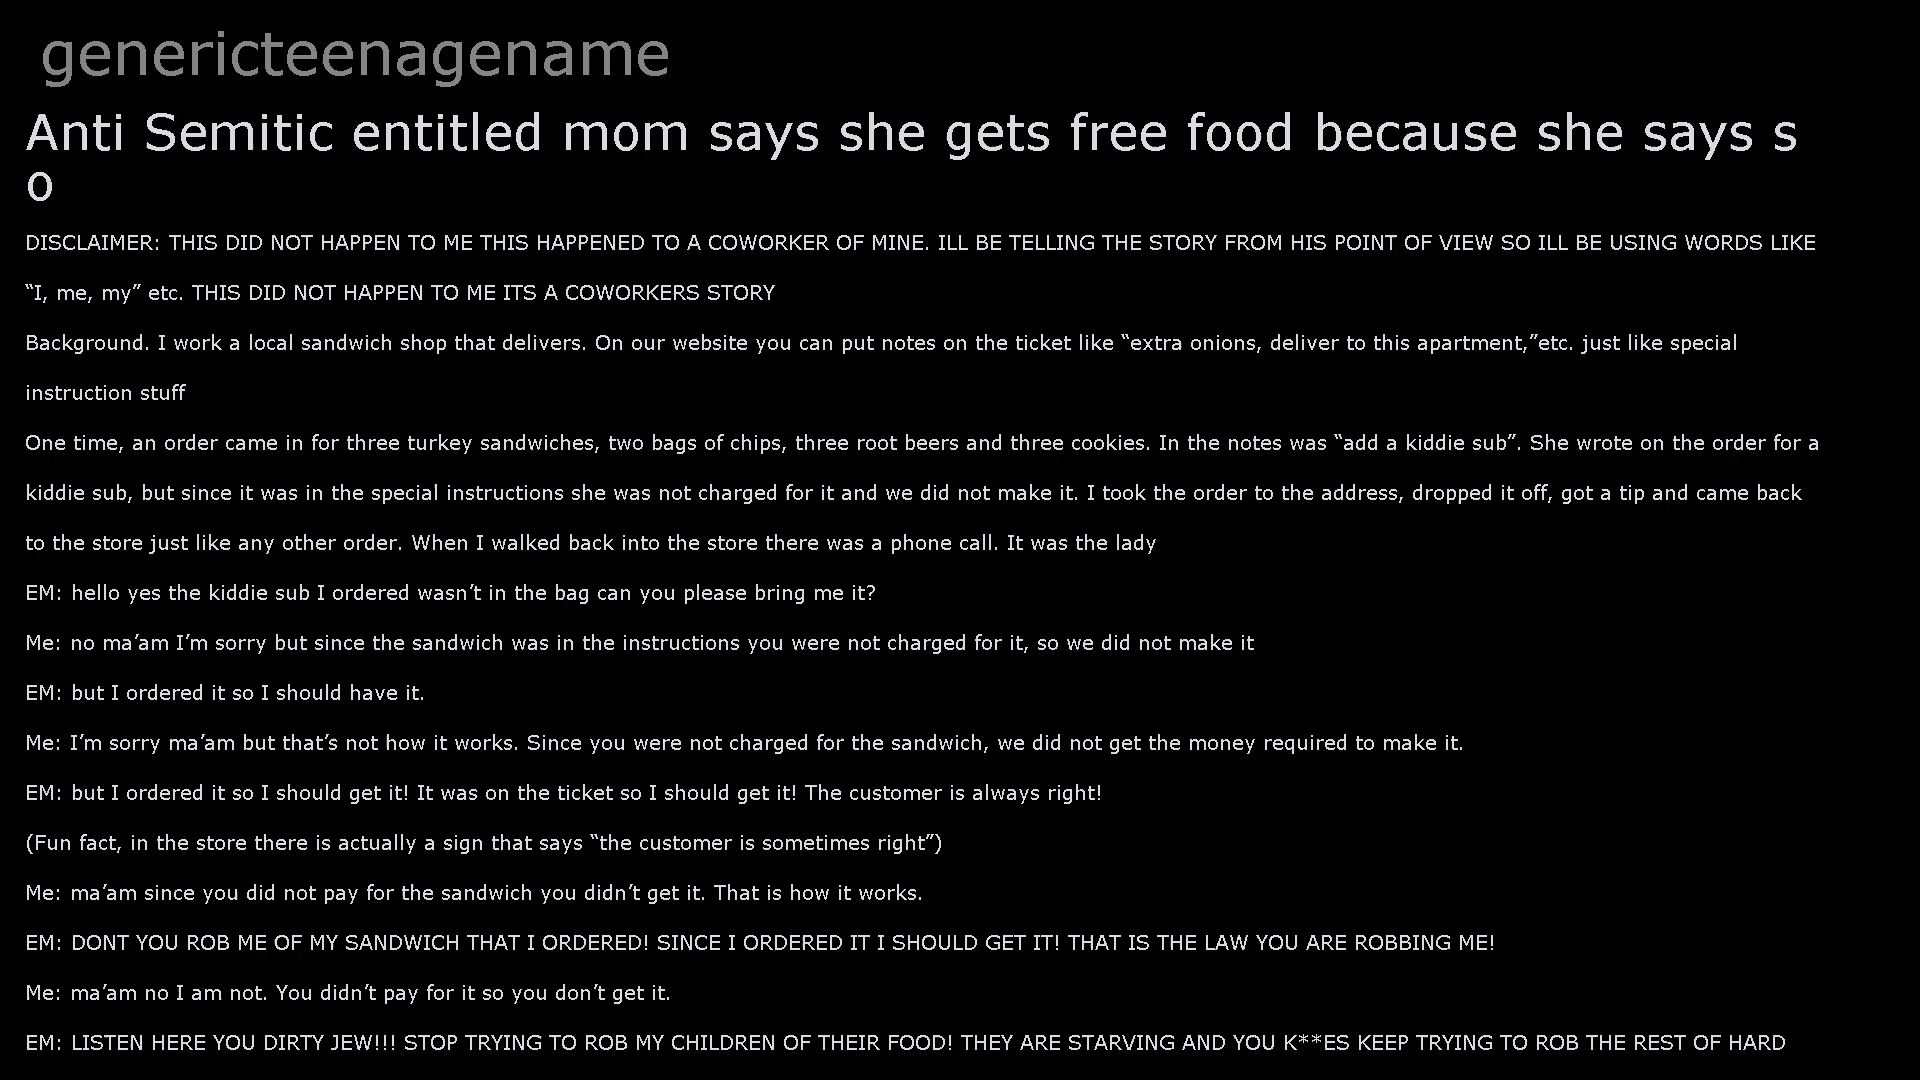 genericteenagename
Anti Semitic entitled mom says she gets free food because she says s
o
DISCLAIMER: THIS DID NOT HAPPEN TO ME THIS HAPPENED TO A COWORKER OF MINE. ILL BE TELLING THE STORY FROM HIS POINT OF VIEW SO ILL BE USING WORDS LIKE
“I, me, my” etc. THIS DID NOT HAPPEN TO ME ITS A COWORKERS STORY
Background. I work a local sandwich shop that delivers. On our website you can put notes on the ticket like “extra onions, deliver to this apartment,”etc. just like special
instruction stuff
One time, an order came in for three turkey sandwiches, two bags of chips, three root beers and three cookies. In the notes was “add a kiddie sub”. She wrote on the order for a
kiddie sub, but since it was in the special instructions she was not charged for it and we did not make it. I took the order to the address, dropped it off, got a tip and came back
to the store just like any other order. When I walked back into the store there was a phone call. It was the lady
EM: hello yes the kiddie sub I ordered wasn’t in the bag can you please bring me it?
Me: no ma’am I’m sorry but since the sandwich was in the instructions you were not charged for it, so we did not make it
EM: but I ordered it so I should have it.
Me: I’m sorry ma’am but that’s not how it works. Since you were not charged for the sandwich, we did not get the money required to make it.
EM: but I ordered it so I should get it! It was on the ticket so I should get it! The customer is always right!
(Fun fact, in the store there is actually a sign that says “the customer is sometimes right”)
Me: ma’am since you did not pay for the sandwich you didn’t get it. That is how it works.
EM: DONT YOU ROB ME OF MY SANDWICH THAT I ORDERED! SINCE I ORDERED IT I SHOULD GET IT! THAT IS THE LAW YOU ARE ROBBING ME!
Me: ma’am no I am not. You didn’t pay for it so you don’t get it.
EM: LISTEN HERE YOU DIRTY JEW!!! STOP TRYING TO ROB MY CHILDREN OF THEIR FOOD! THEY ARE STARVING AND YOU K**ES KEEP TRYING TO ROB THE REST OF HARD